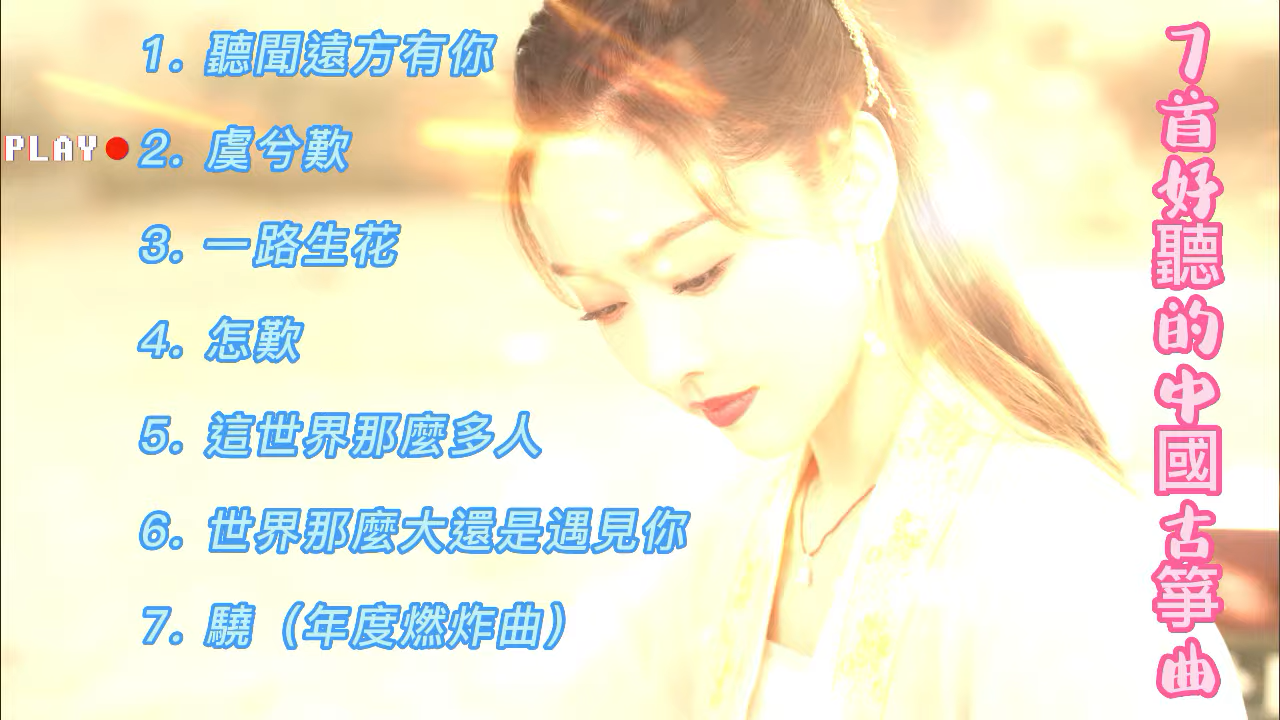 1. 聽聞遠方有你
PLAY
2. 虞兮歎
3. 一路生花
4. 怎歎
5. 這世界那麼多人
6. 世界那麼大還是遇見你
7. 驍（年度燃炸曲）
7首好聽的中國古箏曲